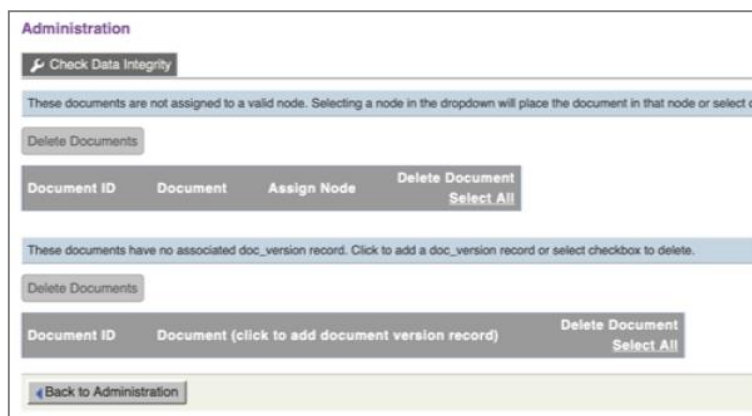 Administration
Check Data Integrity
These documents are not assigned to a valid node. Selecting a node in the dropdown will place the document in that node or select
Delete Documents
Document ID Document Assign Node Delete Document
Select All
These documents have no associated doc_version record. Click to add a doc_version record or select checkbox to delete.
Delete Documents
Document ID Document (click to add document version record) Delete Document
Select All
Back to Administration